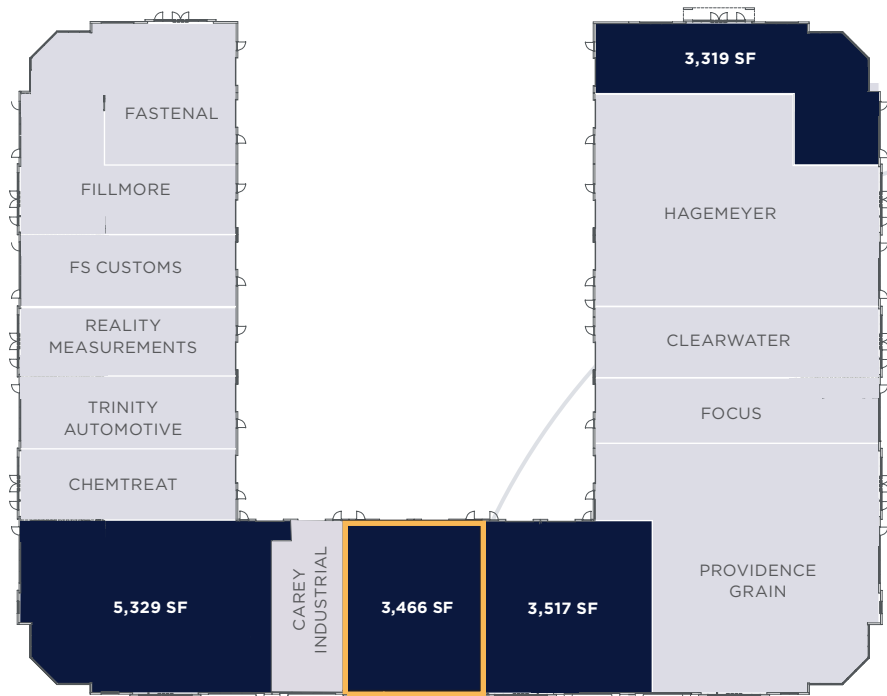 3,319 SF
FASTENAL
FILLMORE
HAGEMEYER
FS CUSTOMS
REALITY
MEASUREMENTS
CLEARWATER
TRINITY
AUTOMOTIVE
FOCUS
CHEMTREAT
5,329 SF
CAREY
INDUSTRIAL
3,466 SF
3,517 SF
PROVIDENCE
GRAIN